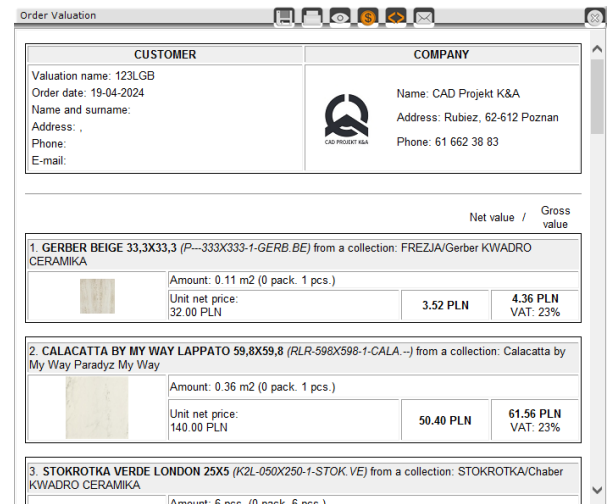 Order Valuation
CUSTOMER
Valuation name: 123LGB
Order date: 19-04-2024
Name and surname:
Address: ,
Phone:
E-mail:
COMPANY
CAD PROJEKT K&A
Name: CAD Projekt K&A
Address: Rubiez, 62-612 Poznan
Phone: 61 662 38 83
Net value / Gross
value
1. GERBER BEIGE 33,3X33,3 (P---333X333-1-GERB.BE) from a collection: FREZJA/Gerber KWADRO
CERAMIKA
Amount: 0.11 m2 (0 pack. 1 pcs.)
Unit net price:
32.00 PLN
3.52 PLN
4.36 PLN
VAT: 23%
2. CALACATTA BY MY WAY LAPPATO 59,8X59,8 (RLR-598X598-1-CALA.--) from a collection: Calacatta by
My Way Paradyz My Way
Amount: 0.36 m2 (0 pack. 1 pcs.)
Unit net price:
140.00 PLN
50.40 PLN
61.56 PLN
VAT: 23%
3. STOKROTKA VERDE LONDON 25X5 (K2L-050X250-1-STOK.VE) from a collection: STOKROTKA/Chaber
KWADRO CERAMIKA
Amount: 6 pcs. (0 pack. 6 pcs.)